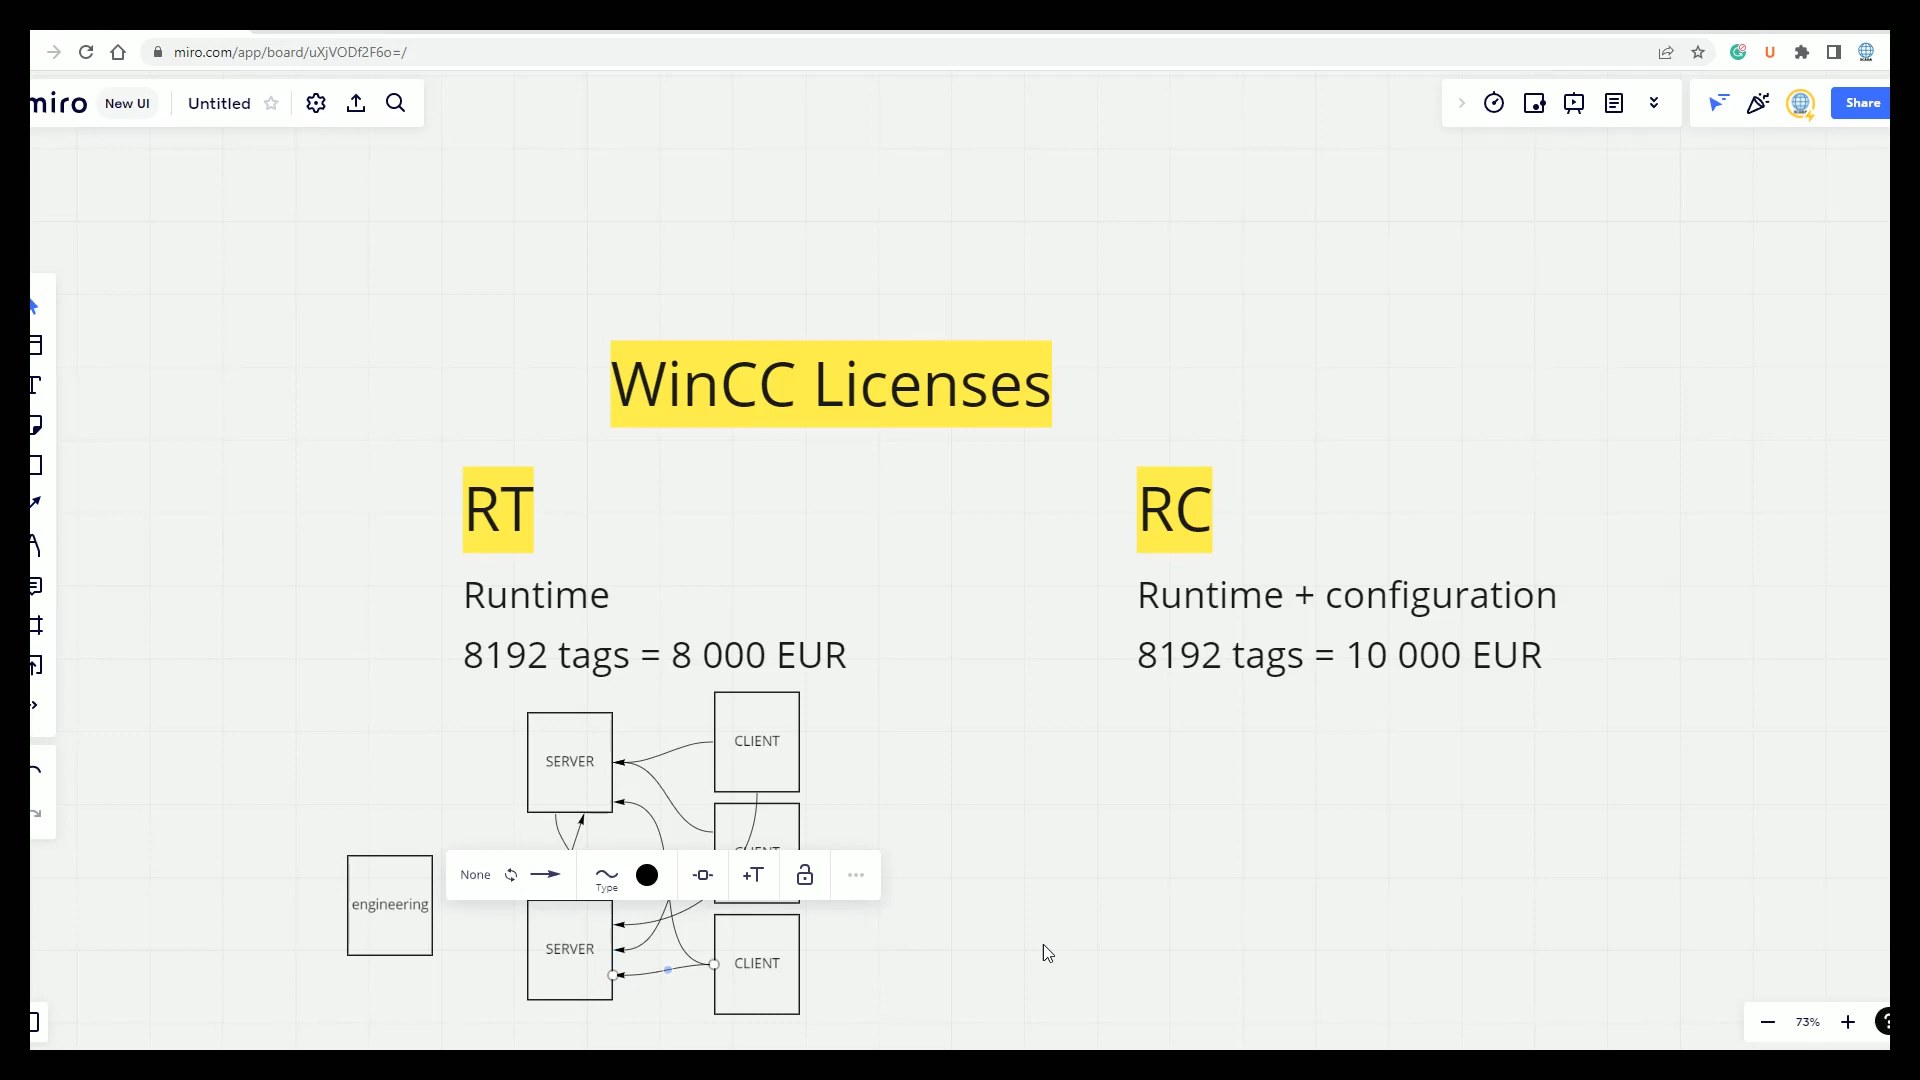 miro.com/app/board/uXjVODf2F6o=/
miro
New UI
Untitled
Share
WinCC Licenses
RT
RC
Runtime
Runtime + configuration
8192 tags = 8 000 EUR
8192 tags = 10 000 EUR
SERVER
CLIENT
None
Type
+T
engineering
SERVER
CLIENT
73%